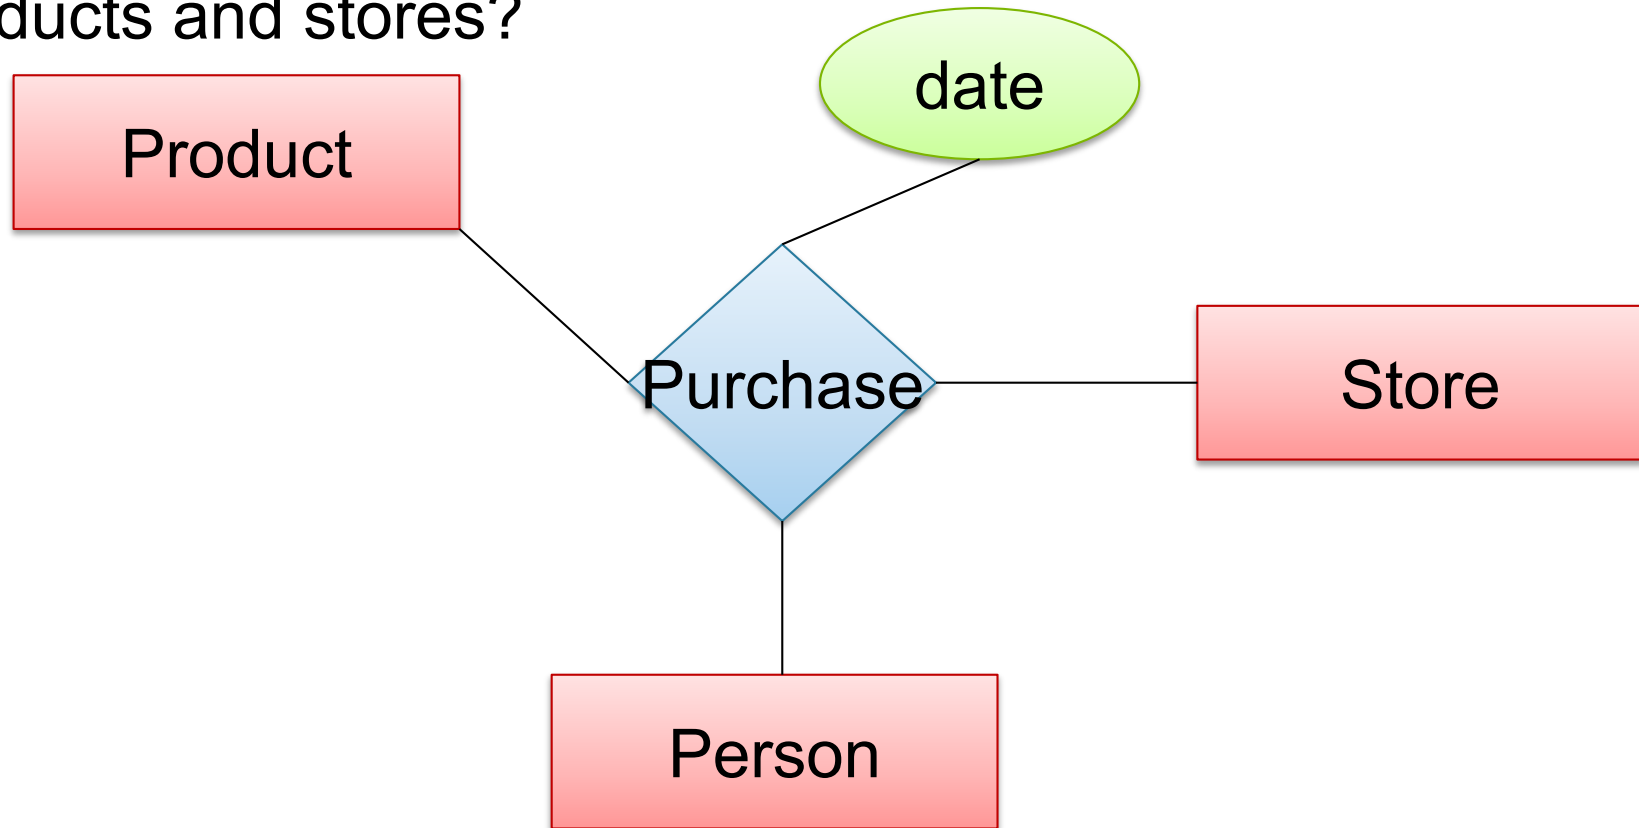 ducts and stores?
date
Product
Purchase
Store
Person